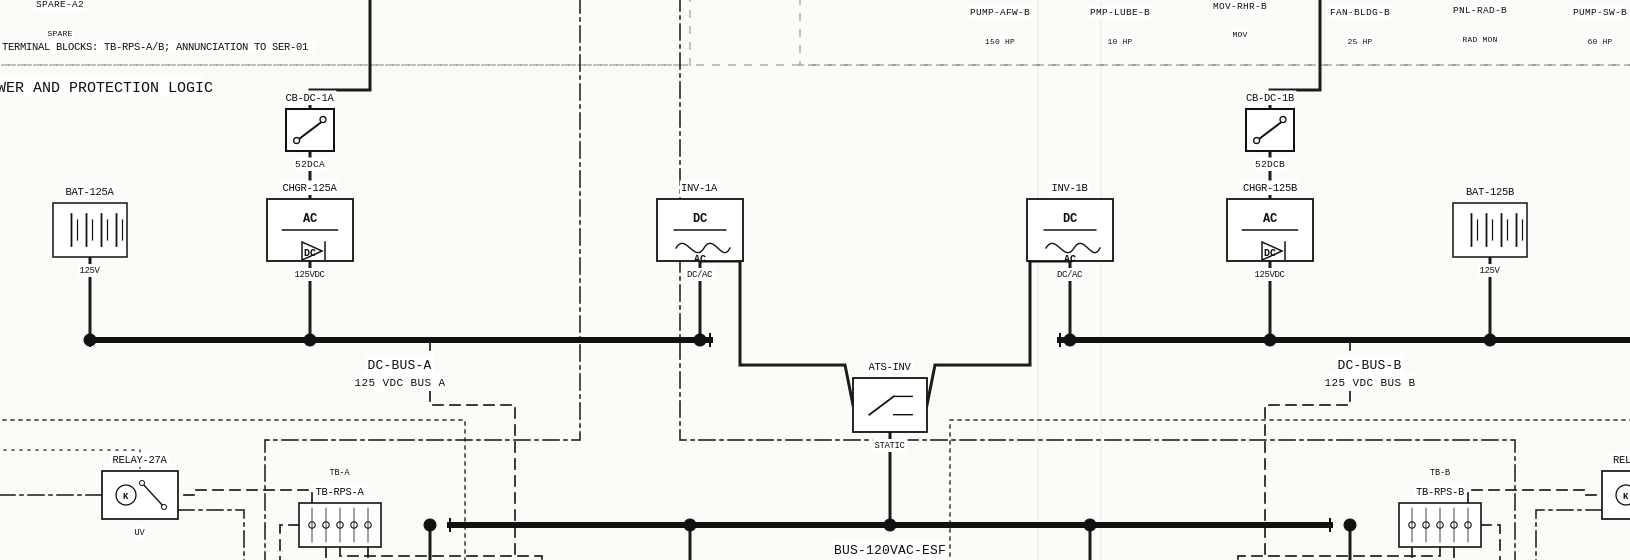 SPARE-A2
SPARE
PUMP-AFW-B
150 HP
PMP-LUBE-B
10 HP
MOV-RHR-B
MOV
FAN-BLDG-B
25 HP
PNL-RAD-B
RAD MON
PUMP-SW-B
60 HP
TERMINAL BLOCKS: TB-RPS-A/B; ANNUNCIATION TO SER-01
WER AND PROTECTION LOGIC
CB-DC-1A
52DCA
CB-DC-1B
52DCB
BAT-125A
125V
CHGR-125A
AC
DC
125VDC
INV-1A
DC
AC
DC/AC
INV-1B
DC
AC
DC/AC
CHGR-125B
AC
DC
125VDC
BAT-125B
125V
DC-BUS-A
125 VDC BUS A
ATS-INV
STATIC
DC-BUS-B
125 VDC BUS B
RELAY-27A
K
UV
TB-A
TB-RPS-A
BUS-120VAC-ESF
TB-B
TB-RPS-B
REL
K